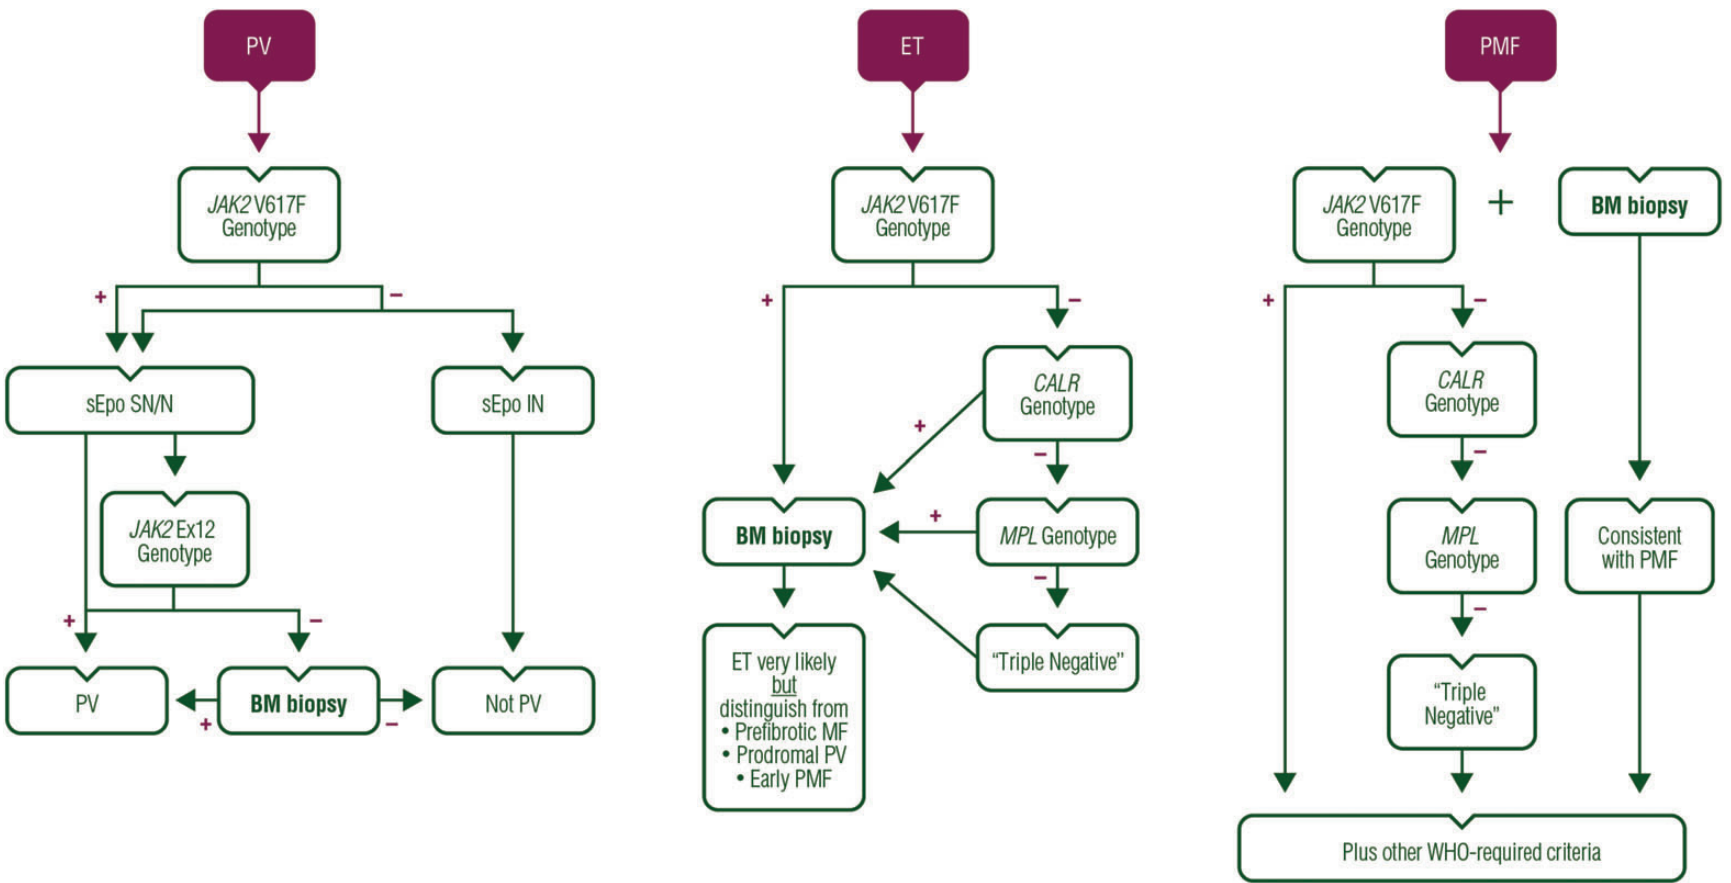 PV
JAK2 V617F
Genotype
+
−
sEpo SN/N
sEpo IN
JAK2 Ex12
Genotype
+
−
PV
+
BM biopsy
−
Not PV
ET
JAK2 V617F
Genotype
+
−
CALR
Genotype
+
−
BM biopsy
+
MPL Genotype
−
ET very likely
but
distinguish from
• Prefibrotic MF
• Prodromal PV
• Early PMF
“Triple Negative”
PMF
JAK2 V617F
Genotype
+
BM biopsy
+
−
CALR
Genotype
−
MPL
Genotype
Consistent
with PMF
−
“Triple
Negative”
Plus other WHO-required criteria